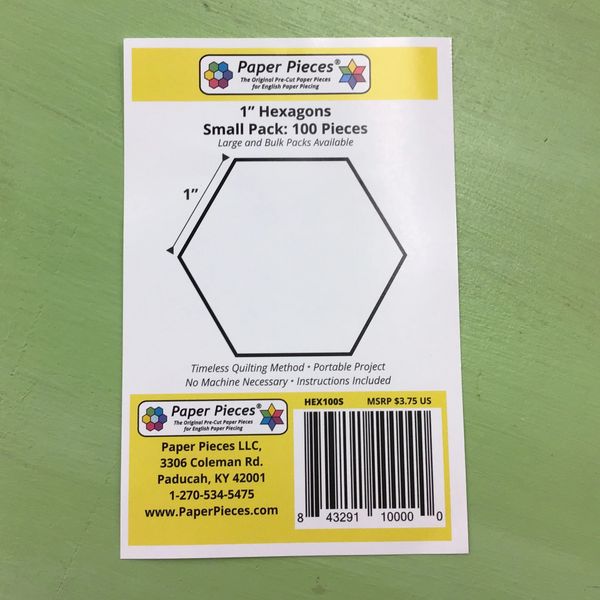 Paper Pieces®
The Original Pre-Cut Paper Pieces
for English Paper Piecing
1” Hexagons
Small Pack: 100 Pieces
Large and Bulk Packs Available
1”
Timeless Quilting Method • Portable Project
No Machine Necessary • Instructions Included
Paper Pieces®
The Original Pre-Cut Paper Pieces
for English Paper Piecing
Paper Pieces LLC,
3306 Coleman Rd.
Paducah, KY 42001
1-270-534-5475
www.PaperPieces.com
HEX100S MSRP $3.75 US
8 43291 10000 0